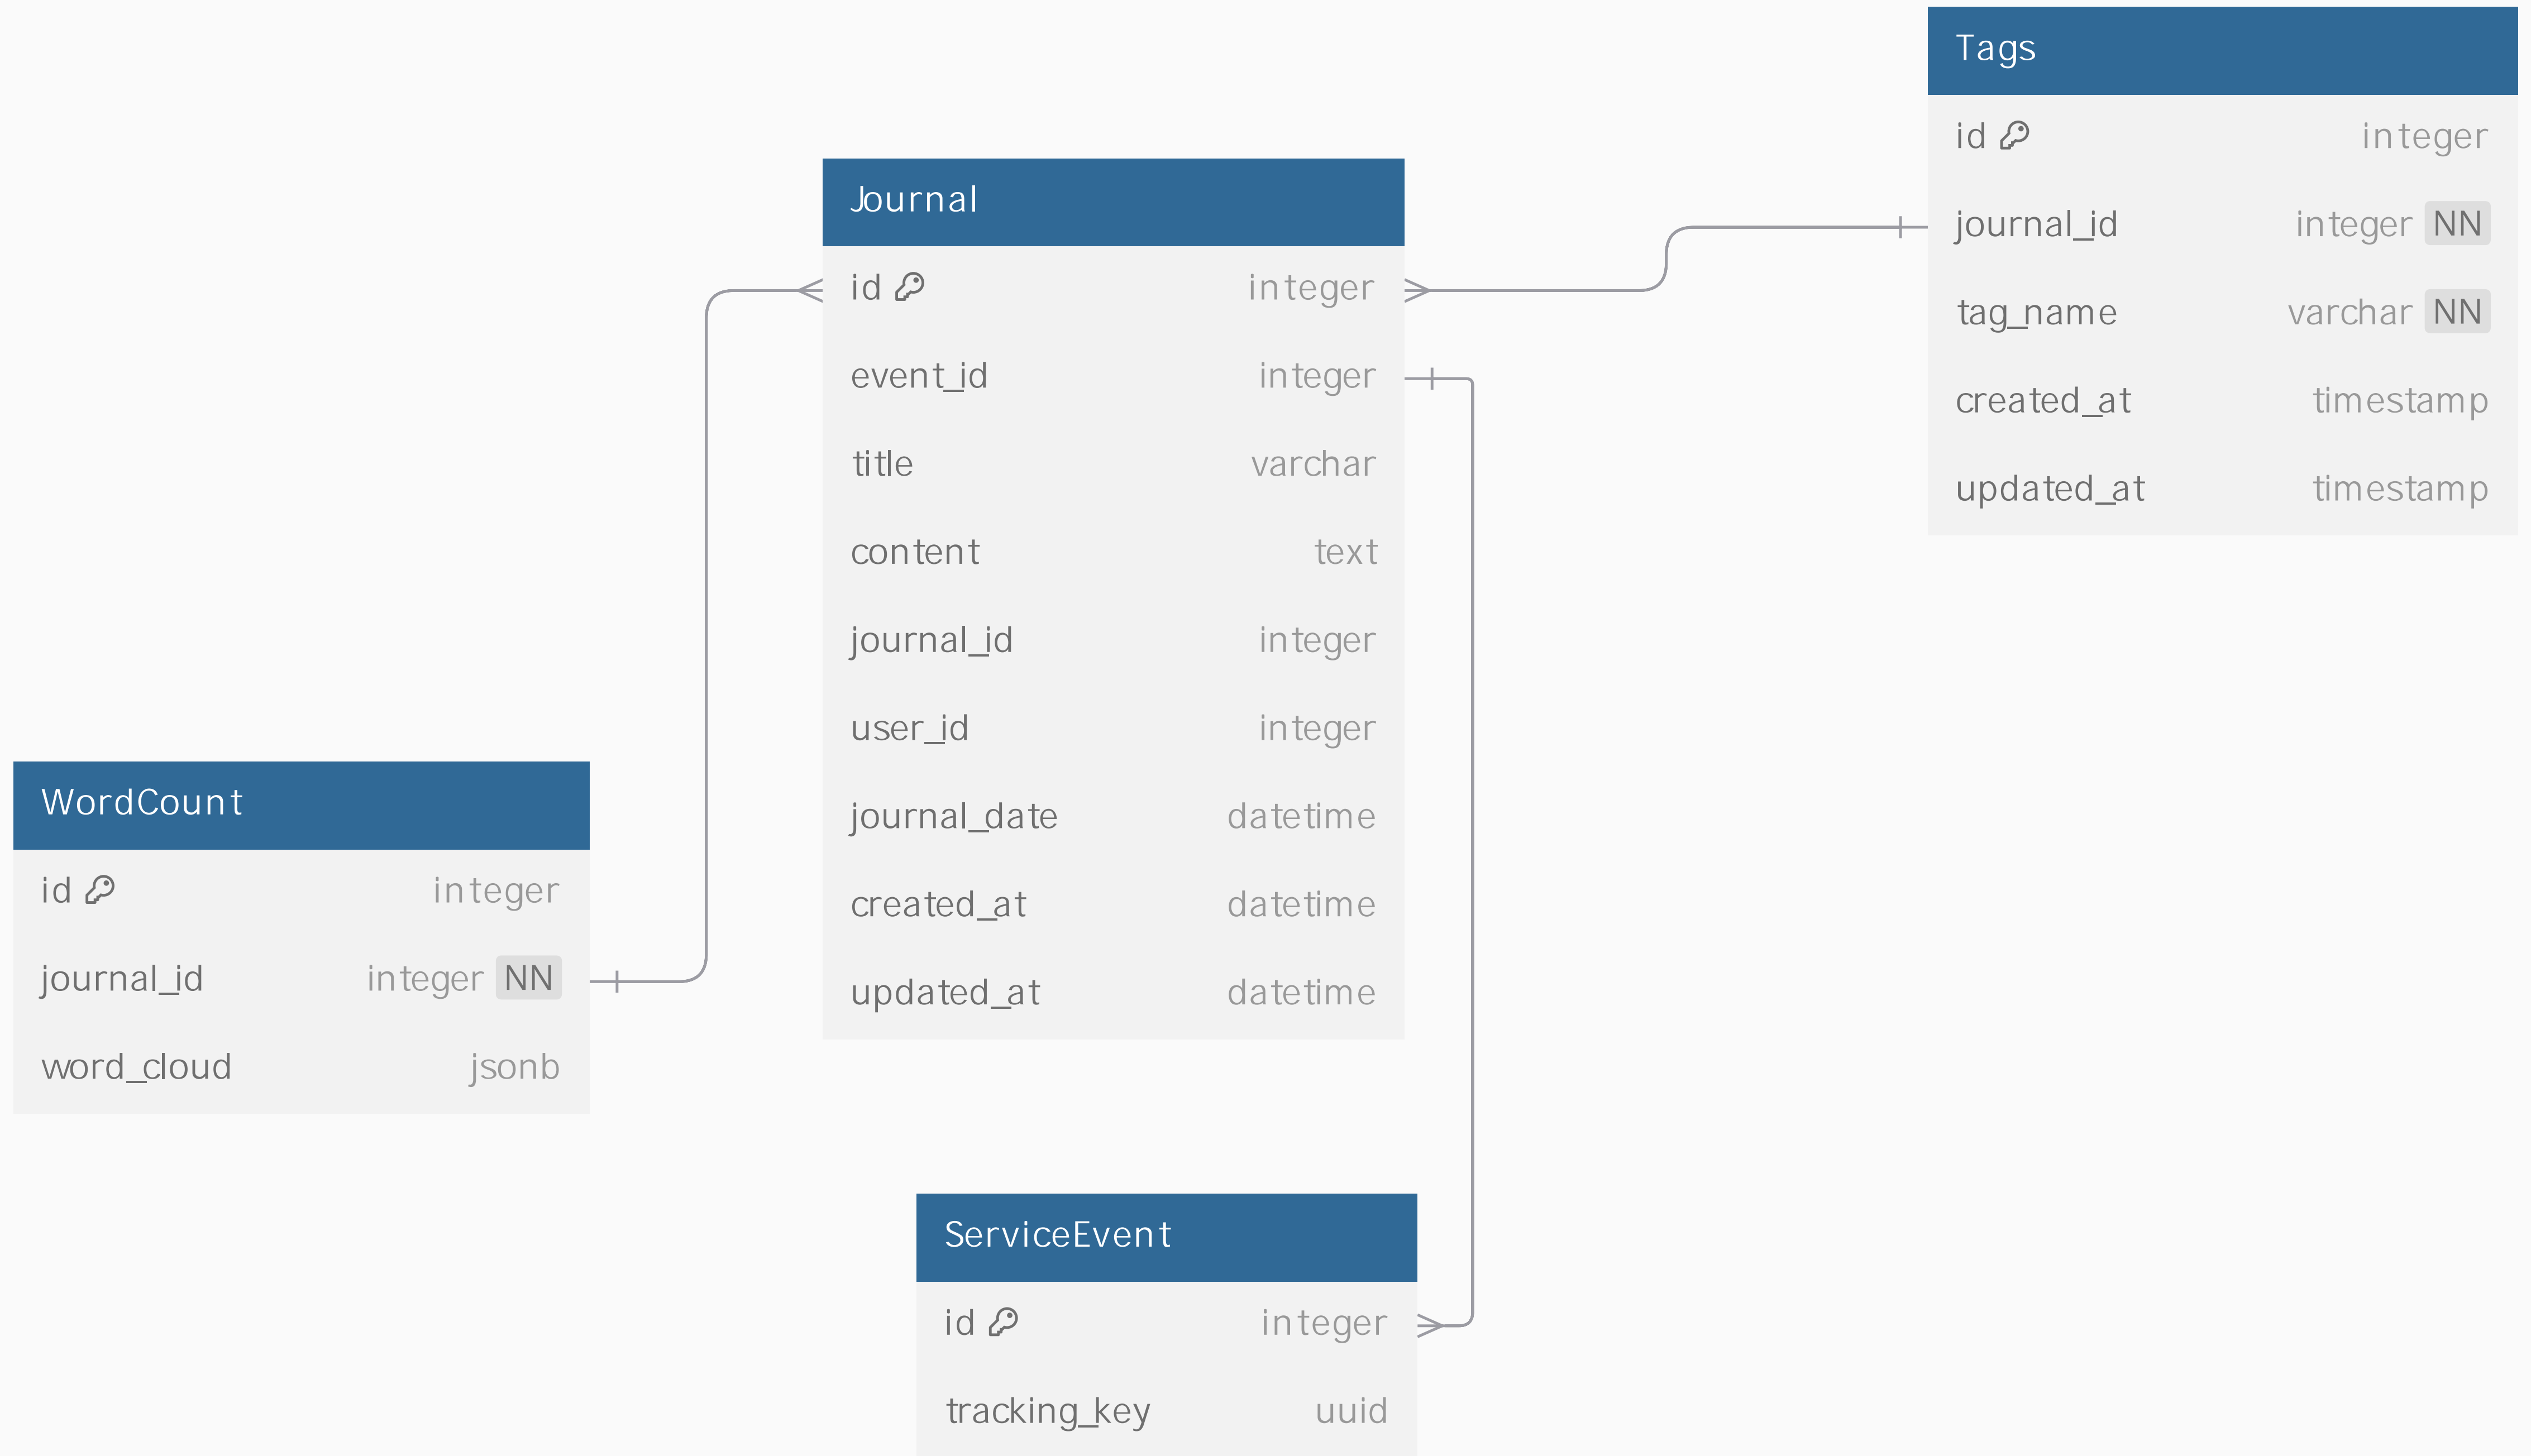 Tags
id integer
journal_id integer NN
tag_name varchar NN
created_at timestamp
updated_at timestamp
Journal
id integer
event_id integer
title varchar
content text
journal_id integer
user_id integer
journal_date datetime
created_at datetime
updated_at datetime
WordCount
id integer
journal_id integer NN
word_cloud jsonb
ServiceEvent
id integer
tracking_key uuid